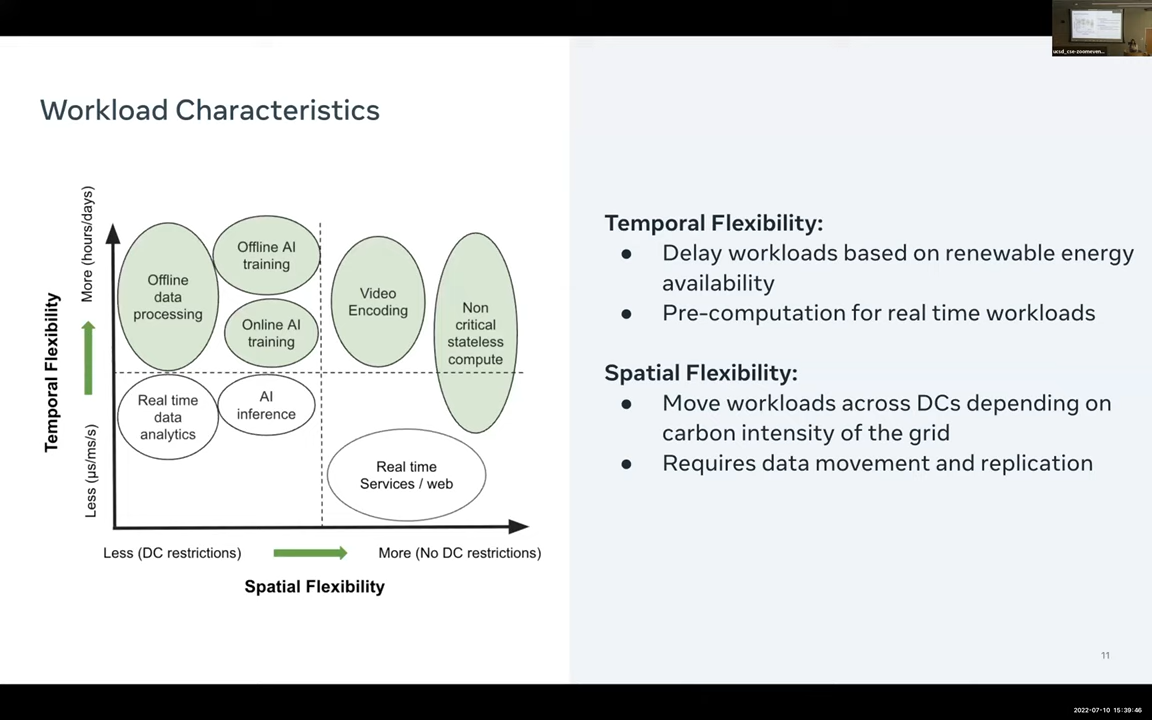 ucsd_cse-zoomeven...
Workload Characteristics
Temporal Flexibility
More (hours/days)
Less (µs/ms/s)
Offline
data
processing
Offline AI
training
Online AI
training
Video
Encoding
Non
critical
stateless
compute
Real time
data
analytics
AI
inference
Real time
Services / web
Less (DC restrictions)
More (No DC restrictions)
Spatial Flexibility
Temporal Flexibility:
● Delay workloads based on renewable energy
availability
● Pre-computation for real time workloads
Spatial Flexibility:
● Move workloads across DCs depending on
carbon intensity of the grid
● Requires data movement and replication
11
2022-07-10 15:39:46